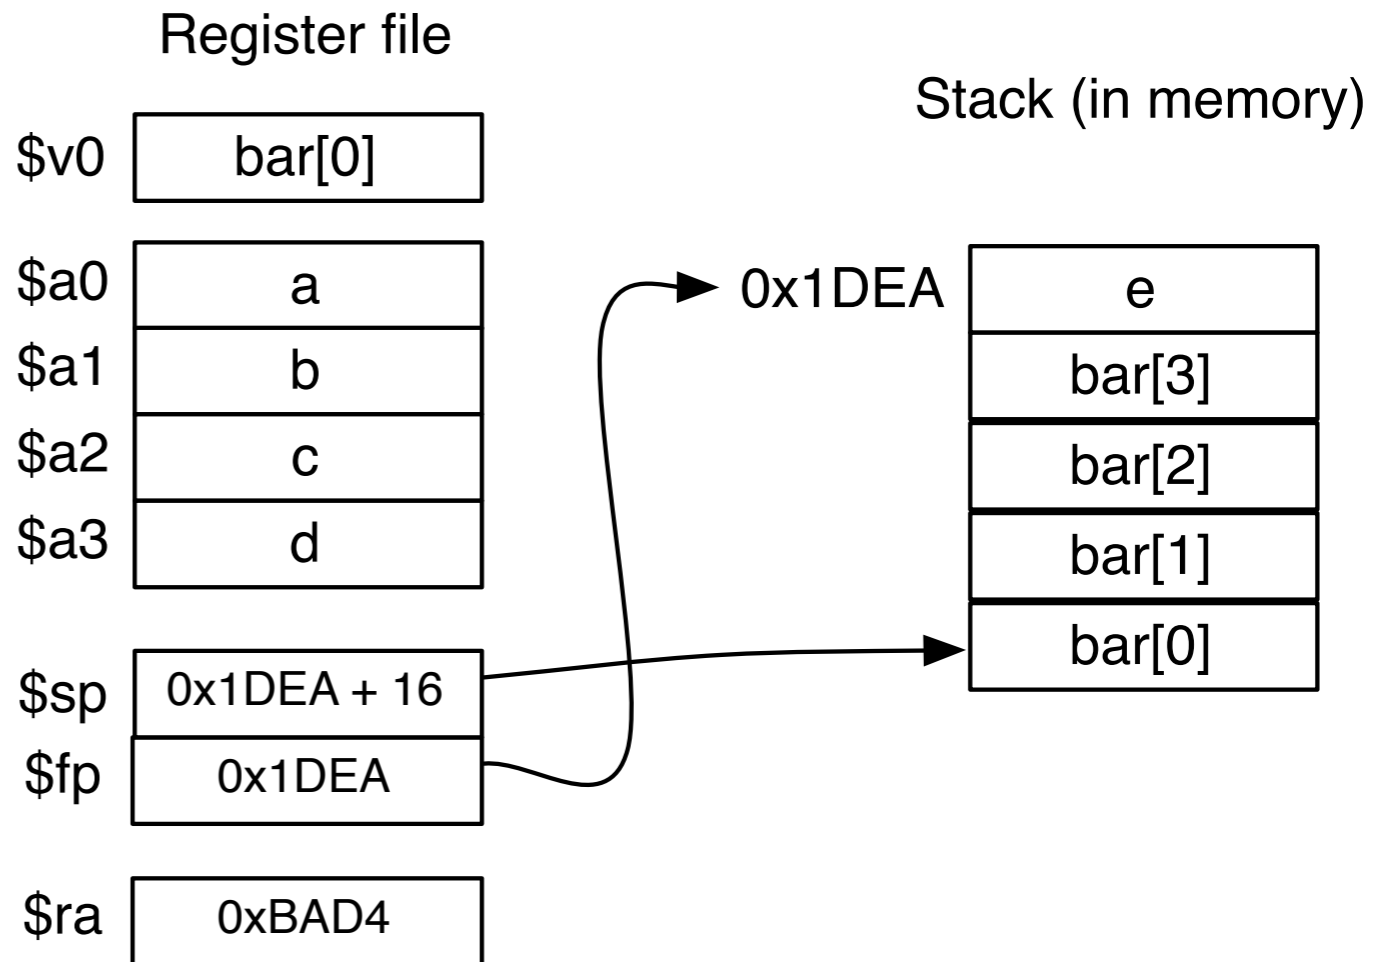 Register file
$v0 bar[0]
$a0 a
$a1 b
$a2 c
$a3 d
$sp 0x1DEA + 16
$fp 0x1DEA
$ra 0xBAD4
Stack (in memory)
0x1DEA e
bar[3]
bar[2]
bar[1]
bar[0]